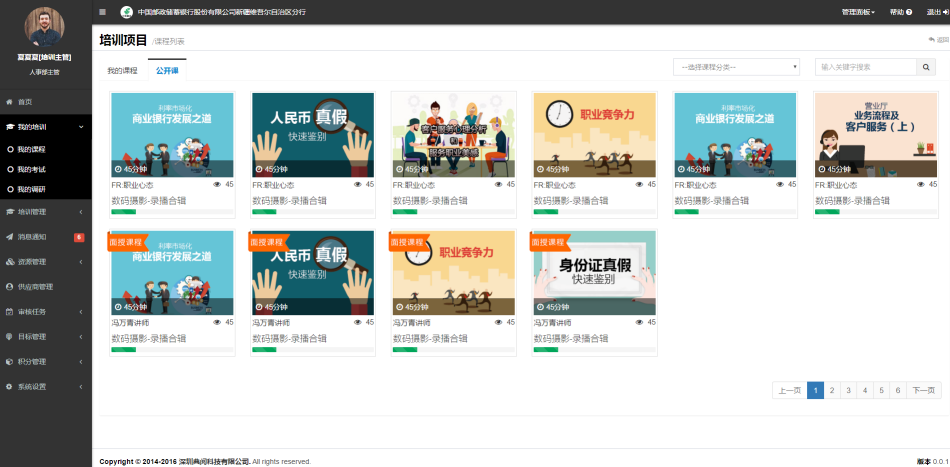 中国邮政储蓄银行股份有限公司新疆维吾尔自治区分行
管理面板
帮助
退出
夏夏夏[培训主管]
人事部主管
首页
我的培训
我的课程
我的考试
我的调研
培训管理
消息通知
6
资源管理
供应商管理
审核任务
目标管理
积分管理
系统设置
培训项目 /课程列表
返回
我的课程
公开课
--选择课程分类--
输入关键字搜索
利率市场化
商业银行发展之道
45分钟
FR:职业心态
45
数码摄影-录播合辑
人民币 真假
快速鉴别
45分钟
FR:职业心态
45
数码摄影-录播合辑
客户服务心理分析
服务职业美感
45分钟
FR:职业心态
45
数码摄影-录播合辑
职业竞争力
45分钟
FR:职业心态
45
数码摄影-录播合辑
利率市场化
商业银行发展之道
45分钟
FR:职业心态
45
数码摄影-录播合辑
营业厅
业务流程及
客户服务（上）
45分钟
FR:职业心态
45
数码摄影-录播合辑
面授课程
利率市场化
商业银行发展之道
45分钟
冯万青讲师
45
数码摄影-录播合辑
面授课程
人民币 真假
快速鉴别
45分钟
冯万青讲师
45
数码摄影-录播合辑
面授课程
职业竞争力
45分钟
冯万青讲师
45
数码摄影-录播合辑
面授课程
身份证真假
快速鉴别
45分钟
冯万青讲师
45
数码摄影-录播合辑
上一页 1 2 3 4 5 6 下一页
Copyright © 2014-2016 深圳典阅科技有限公司. All rights reserved.
版本 0.0.1